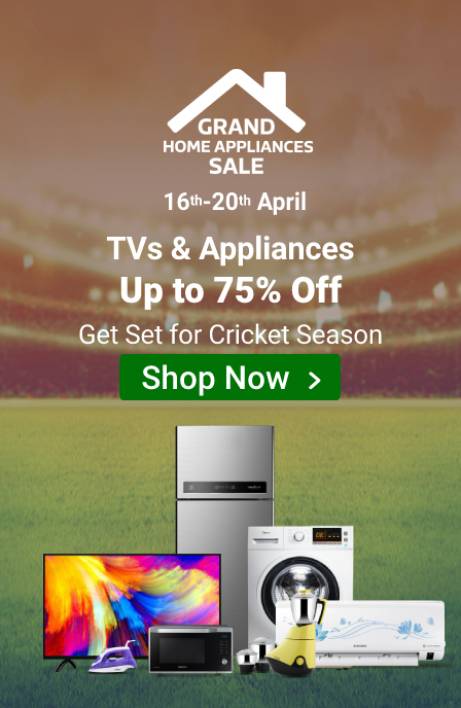 GRAND
HOME APPLIANCES
SALE
16th-20th April
TVs & Appliances
Up to 75% Off
Get Set for Cricket Season
Shop Now >